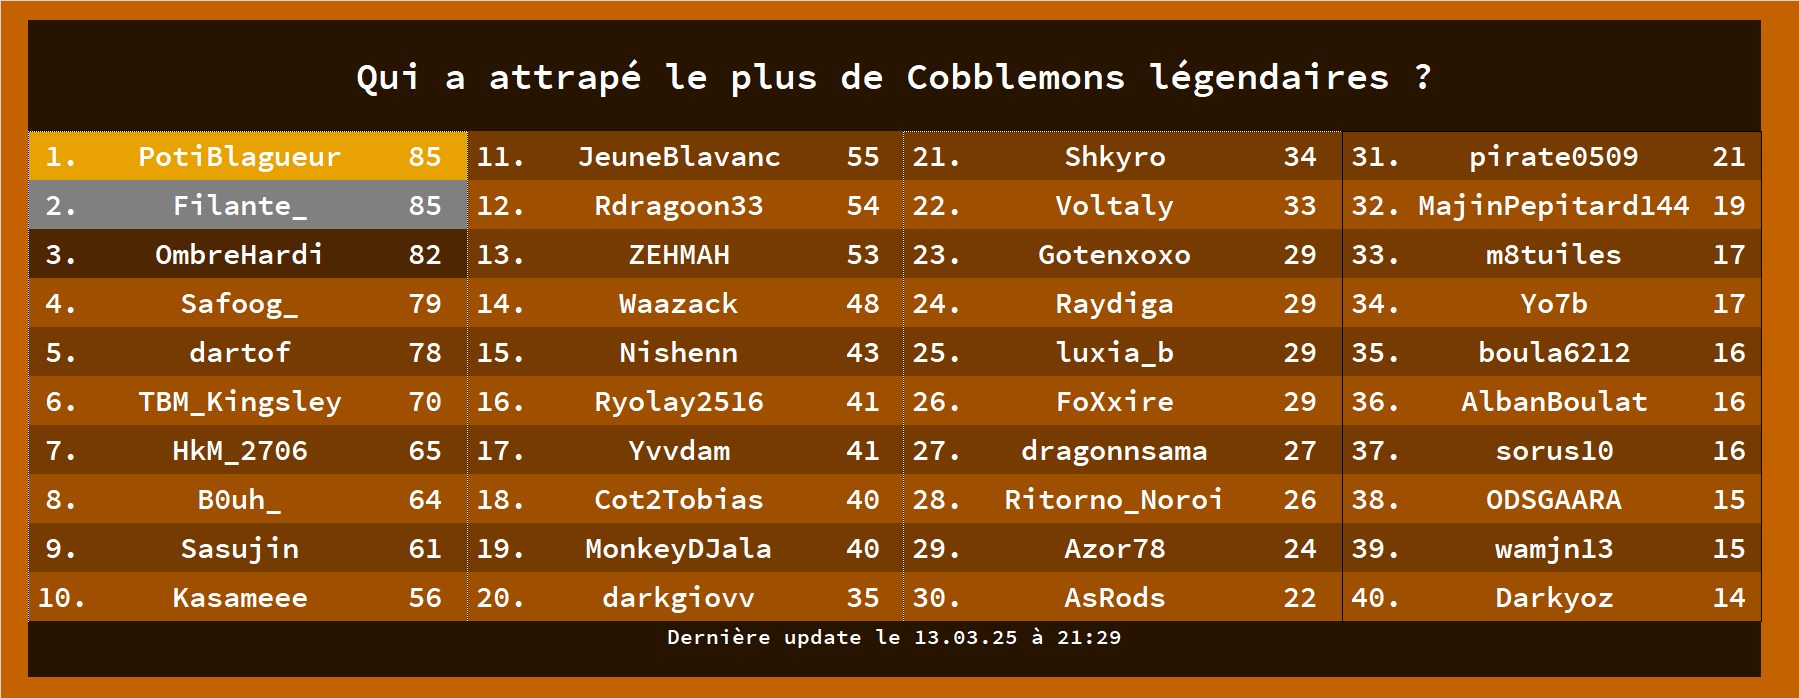 Qui a attrapé le plus de Cobblemons légendaires ?
1. PotiBlagueur 85 11. JeuneBlavanc 55 21. Shkyro 34 31. pirate0509 21
2. Filante_ 85 12. Rdragoon33 54 22. Voltaly 33 32. MajinPepitard144 19
3. OmbreHardi 82 13. ZEHMAH 53 23. Gotenxoxo 29 33. m8tuiles 17
4. Safoog_ 79 14. Waazack 48 24. Raydiga 29 34. Yo7b 17
5. dartof 78 15. Nishenn 43 25. luxia_b 29 35. boula6212 16
6. TBM_Kingsley 70 16. Ryolay2516 41 26. FoXxire 29 36. AlbanBoulat 16
7. HkM_2706 65 17. Yvvdam 41 27. dragonnsama 27 37. sorus10 16
8. B0uh_ 64 18. Cot2Tobias 40 28. Ritorno_Noroi 26 38. ODSGAARA 15
9. Sasujin 61 19. MonkeyDJala 40 29. Azor78 24 39. wamjn13 15
10. Kasameee 56 20. darkgiovv 35 30. AsRods 22 40. Darkyoz 14
Dernière update le 13.03.25 à 21:29